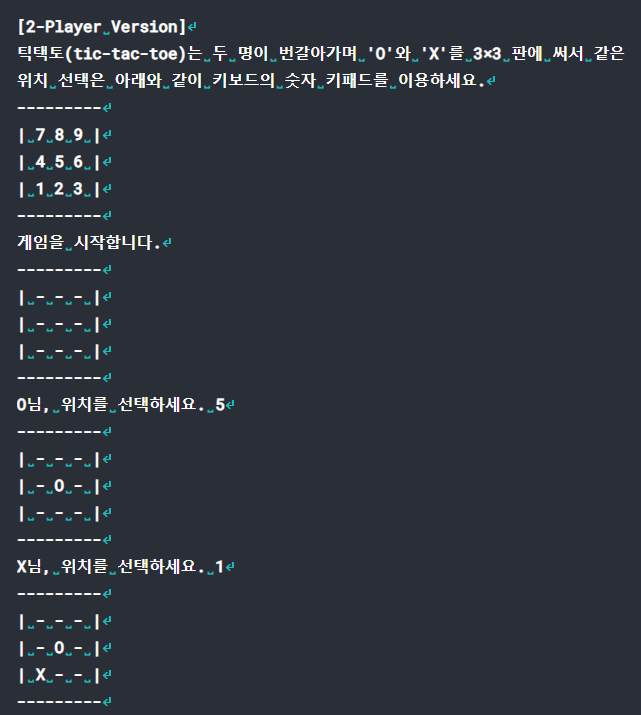 [2-Player Version]
틱택토(tic-tac-toe)는 두 명이 번갈아가며 'O'와 'X'를 3×3 판에 써서 같은
위치 선택은 아래와 같이 키보드의 숫자 키패드를 이용하세요.
---------
| 7 8 9 |
| 4 5 6 |
| 1 2 3 |
---------
게임을 시작합니다.
---------
| - - - |
| - - - |
| - - - |
---------
O님, 위치를 선택하세요. 5
---------
| - - - |
| - O - |
| - - - |
---------
X님, 위치를 선택하세요. 1
---------
| - - - |
| - O - |
| X - - |
---------